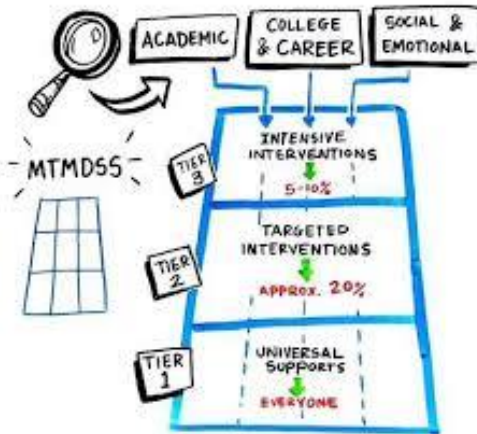 ACADEMIC
COLLEGE
& CAREER
SOCIAL &
EMOTIONAL
MTMDSS
TIER
3
INTENSIVE
INTERVENTIONS
5-10%
TIER
2
TARGETED
INTERVENTIONS
APPROX. 20%
TIER
1
UNIVERSAL
SUPPORTS
EVERYONE